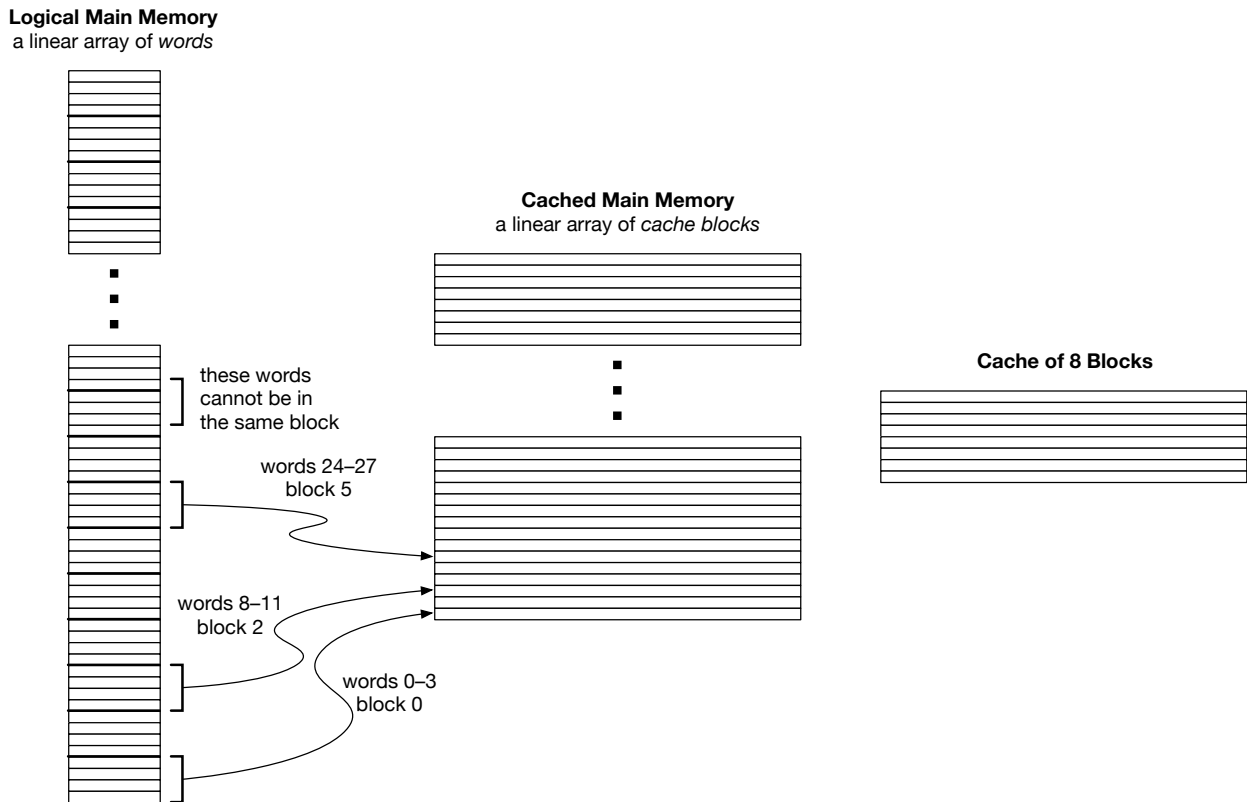 Logical Main Memory
a linear array of words
Cached Main Memory
a linear array of cache blocks
Cache of 8 Blocks
these words
cannot be in
the same block
words 24–27
block 5
words 8–11
block 2
words 0–3
block 0